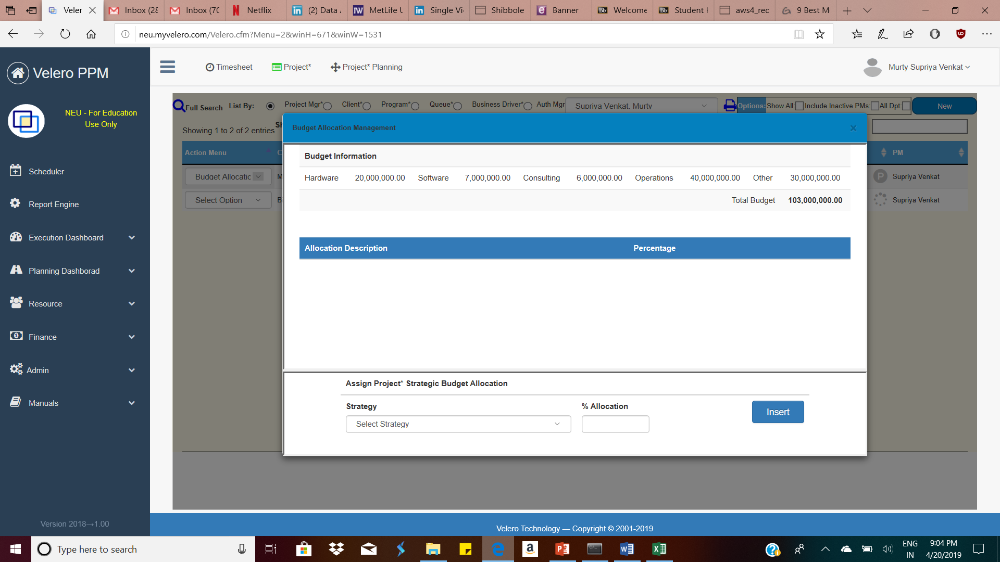 Veler
Inbox (28
Inbox (70
Netflix
(2) Data
MetLife U
Single Vi
Shibbole
Banner
Welcome
Student
aws4_rec
9 Best M
neu.myvelero.com/Velero.cfm?Menu=2&winH=671&winW=1531
Velero PPM
Timesheet
Project*
Project* Planning
Murty Supriya Venkat
NEU - For Education
Use Only
Full Search
List By:
Project Mgr*
Client*
Program*
Queue*
Business Driver*
Auth Mgr
Supriya Venkat, Murty
Options:
Show All:
Include Inactive PMs:
All Dpt:
New
Showing 1 to 2 of 2 entries
Sh
Budget Allocation Management
Action Menu
C
PM
Budget Allocatic
M
Supriya Venkat
P
Select Option
B
Supriya Venkat
Budget Information
Hardware 20,000,000.00 Software 7,000,000.00 Consulting 6,000,000.00 Operations 40,000,000.00 Other 30,000,000.00
Total Budget 103,000,000.00
Allocation Description Percentage
Assign Project* Strategic Budget Allocation
Strategy
% Allocation
Select Strategy
Insert
Scheduler
Report Engine
Execution Dashboard
Planning Dashborad
Resource
Finance
Admin
Manuals
Version 2018→1.00
Velero Technology — Copyright © 2001-2019
Type here to search
ENG
IN
9:04 PM
4/20/2019